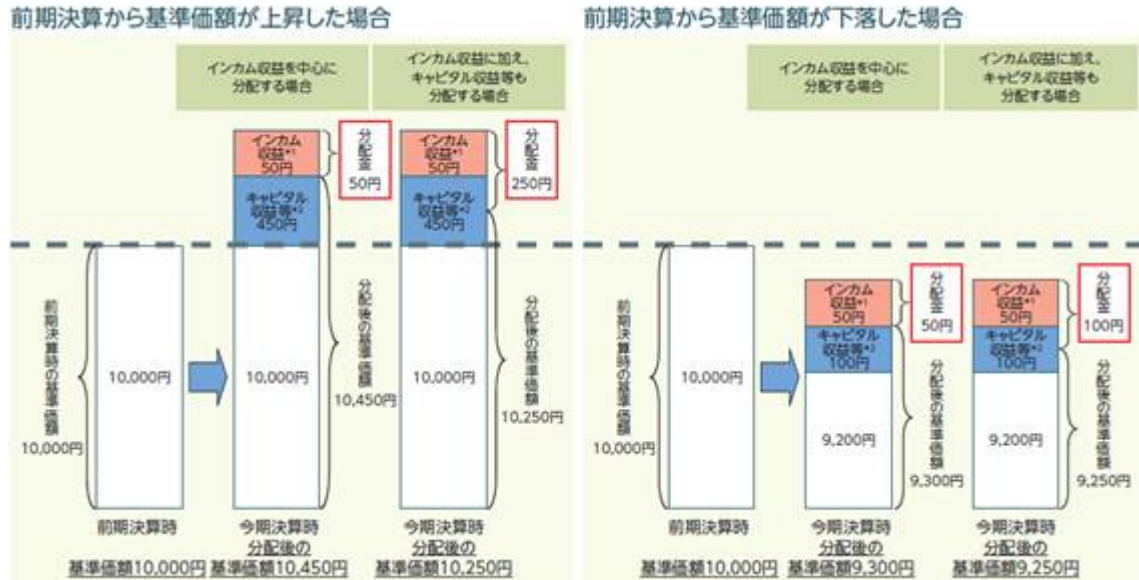 前期決算から基準価額が上昇した場合
インカム収益を中心に
分配する場合
インカム収益に加え、
キャピタル収益等も
分配する場合
インカム
収益*1
50円
キャピタル
収益等*2
450円
10,000円
分配金
50円
分配後の基準価額
10,450円
インカム
収益*1
50円
キャピタル
収益等*2
450円
10,000円
分配金
250円
分配後の基準価額
10,250円
前期決算時の基準価額
10,000円
10,000円
前期決算時
基準価額10,000円
今期決算時
分配後の
基準価額10,450円
今期決算時
分配後の
基準価額10,250円
前期決算から基準価額が下落した場合
インカム収益を中心に
分配する場合
インカム収益に加え、
キャピタル収益等も
分配する場合
前期決算時の基準価額
10,000円
10,000円
インカム
収益*1
50円
キャピタル
収益等*2
100円
9,200円
分配金
50円
分配後の基準価額
9,300円
インカム
収益*1
50円
キャピタル
収益等*2
100円
9,200円
分配金
100円
分配後の基準価額
9,250円
前期決算時
基準価額10,000円
今期決算時
分配後の
基準価額9,300円
今期決算時
分配後の
基準価額9,250円